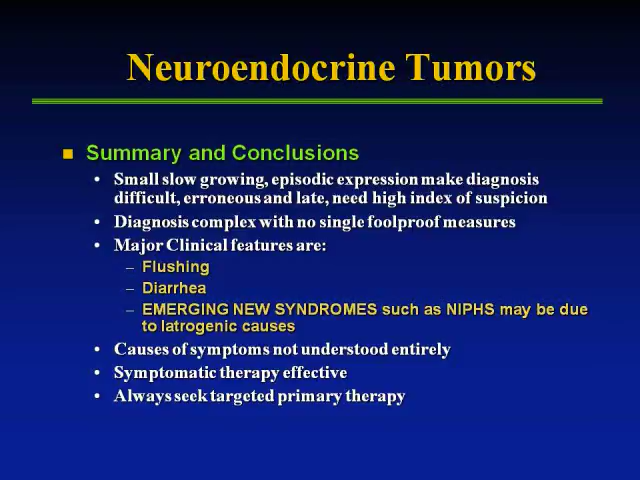 Neuroendocrine Tumors
Summary and Conclusions
• Small slow growing, episodic expression make diagnosis
difficult, erroneous and late, need high index of suspicion
• Diagnosis complex with no single foolproof measures
• Major Clinical features are:
– Flushing
– Diarrhea
– EMERGING NEW SYNDROMES such as NIPHS may be due
to Iatrogenic causes
• Causes of symptoms not understood entirely
• Symptomatic therapy effective
• Always seek targeted primary therapy